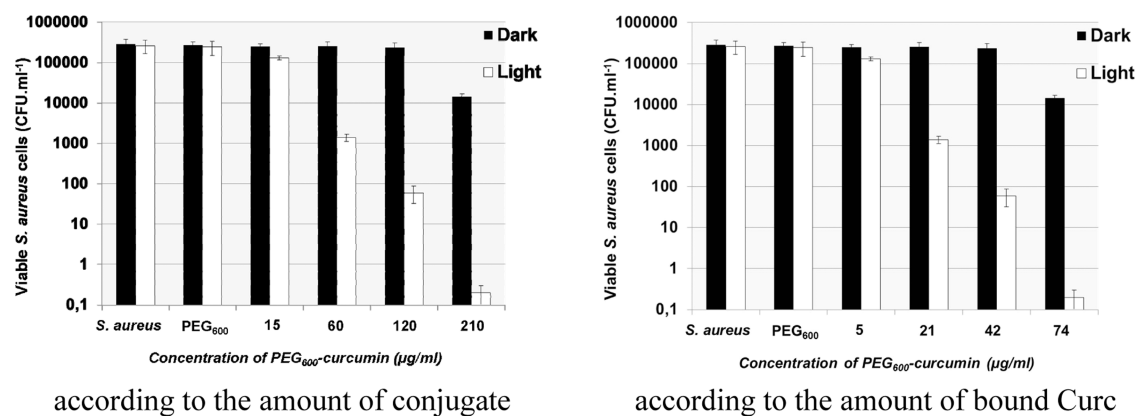 Viable S. aureus cells (CFU.ml⁻¹)
1000000
100000
10000
1000
100
10
1
0,1
Dark
Light
S. aureus PEG₆₀₀ 15 60 120 210
Concentration of PEG₆₀₀-curcumin (µg/ml)
according to the amount of conjugate
Viable S. aureus cells (CFU.ml⁻¹)
1000000
100000
10000
1000
100
10
1
0,1
Dark
Light
S. aureus PEG₆₀₀ 5 21 42 74
Concentration of PEG₆₀₀-curcumin (µg/ml)
according to the amount of bound Curc